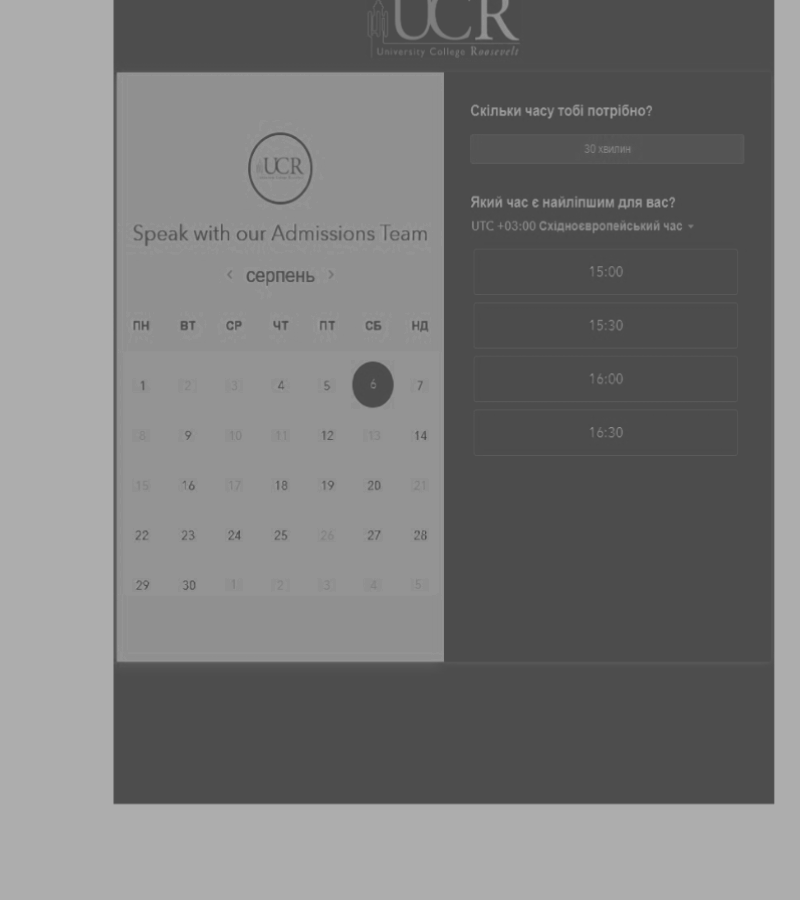 UCR
University College Roosevelt
UCR
Speak with our Admissions Team
‹ серпень ›
ПН ВТ СР ЧТ ПТ СБ НД
1 2 3 4 5 6 7
8 9 10 11 12 13 14
15 16 17 18 19 20 21
22 23 24 25 26 27 28
29 30 1 2 3 4 5
Скільки часу тобі потрібно?
30 хвилин
Який час є найліпшим для вас?
UTC +03:00 Східноєвропейський час
15:00
15:30
16:00
16:30